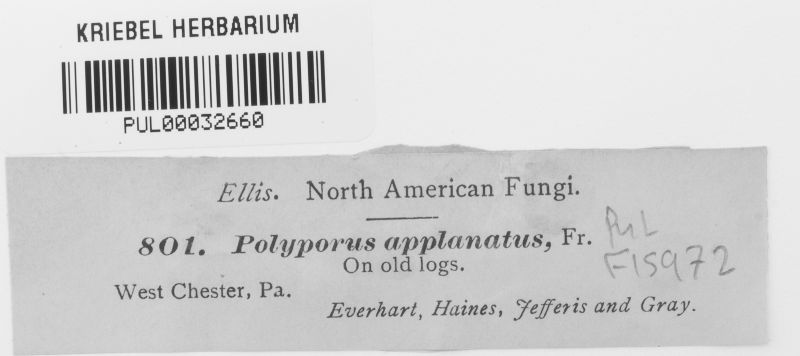 KRIEBEL HERBARIUM
PUL00032660
Ellis. North American Fungi.
801. Polyporus applanatus, Fr.
On old logs.
West Chester, Pa.
Everhart, Haines, Jefferis and Gray.
PUL
F15972